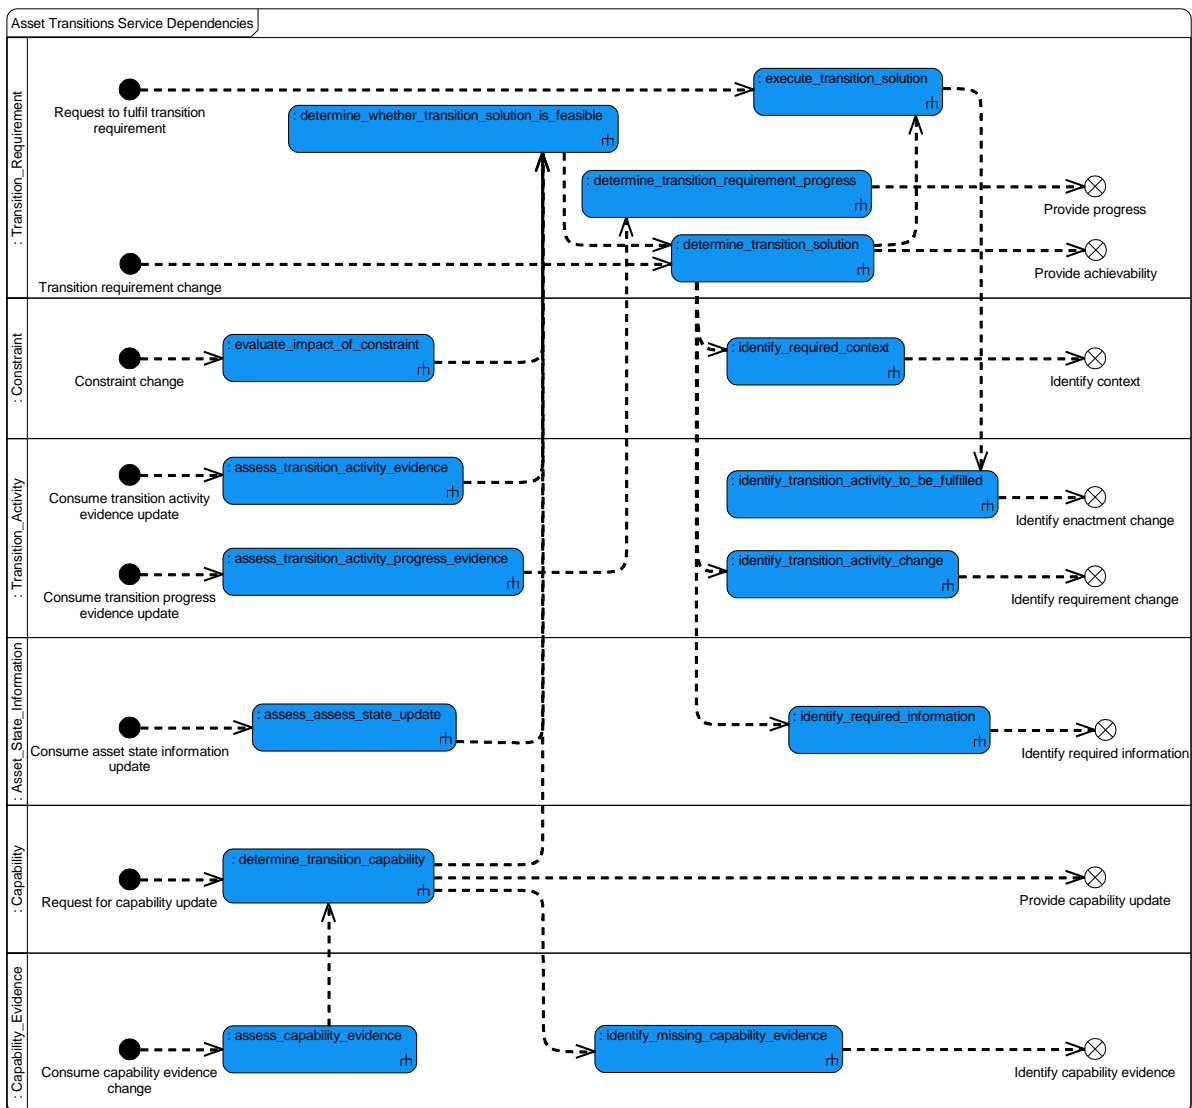 Asset Transitions Service Dependencies
: Transition_Requirement
Request to fulfil transition
requirement
: execute_transition_solution
: determine_whether_transition_solution_is_feasible
: determine_transition_requirement_progress
Provide progress
: determine_transition_solution
Provide achievability
Transition requirement change
: Constraint
Constraint change
: evaluate_impact_of_constraint
: identify_required_context
Identify context
: Transition_Activity
Consume transition activity
evidence update
: assess_transition_activity_evidence
: identify_transition_activity_to_be_fulfilled
Identify enactment change
Consume transition progress
evidence update
: assess_transition_activity_progress_evidence
: identify_transition_activity_change
Identify requirement change
: Asset_State_Information
Consume asset state information
update
: assess_assess_state_update
: identify_required_information
Identify required information
: Capability
Request for capability update
: determine_transition_capability
Provide capability update
: Capability_Evidence
Consume capability evidence
change
: assess_capability_evidence
: identify_missing_capability_evidence
Identify capability evidence